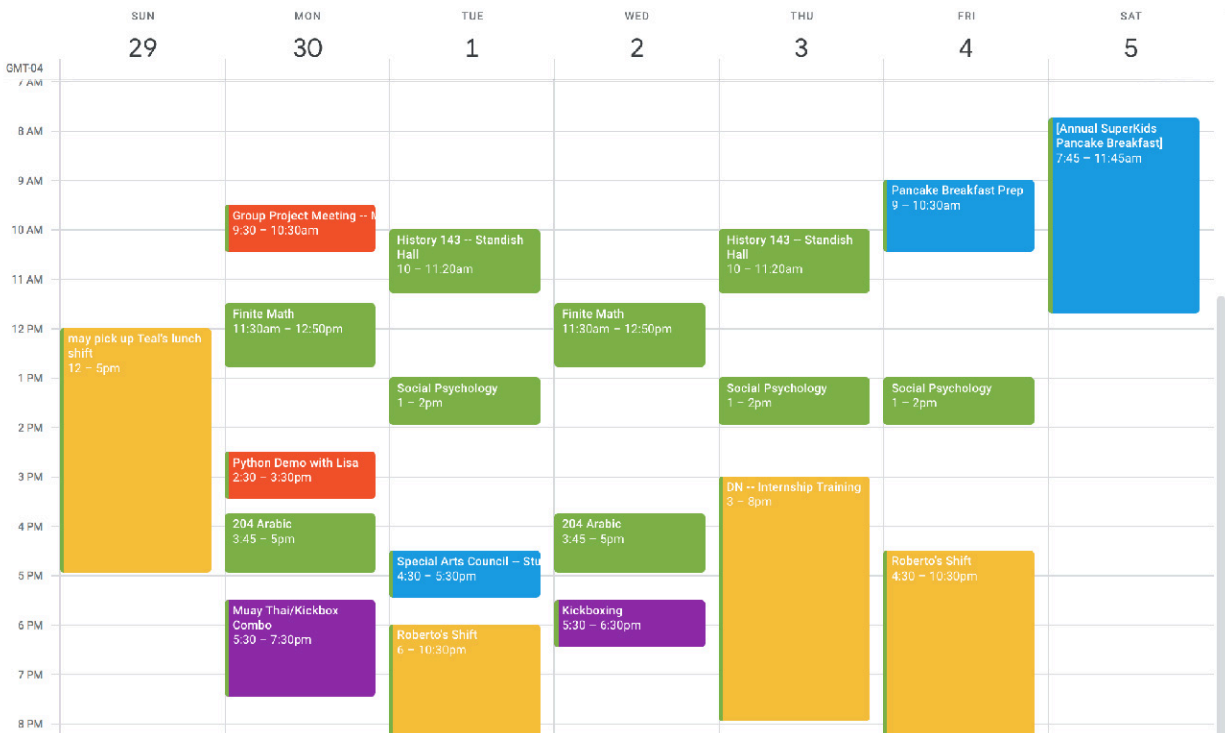 SUN
MON
TUE
WED
THU
FRI
SAT
29
30
1
2
3
4
5
GMT-04
7 AM
8 AM
9 AM
10 AM
11 AM
12 PM
1 PM
2 PM
3 PM
4 PM
5 PM
6 PM
7 PM
8 PM
may pick up Teal's lunch
shift
12 – 5pm
Group Project Meeting -- M
9:30 – 10:30am
Finite Math
11:30am – 12:50pm
Python Demo with Lisa
2:30 – 3:30pm
204 Arabic
3:45 – 5pm
Muay Thai/Kickbox
Combo
5:30 – 7:30pm
History 143 -- Standish
Hall
10 – 11:20am
Social Psychology
1 – 2pm
Special Arts Council -- Stu
4:30 – 5:30pm
Roberto's Shift
6 – 10:30pm
Finite Math
11:30am – 12:50pm
204 Arabic
3:45 – 5pm
Kickboxing
5:30 – 6:30pm
History 143 -- Standish
Hall
10 – 11:20am
Social Psychology
1 – 2pm
DN -- Internship Training
3 – 8pm
Pancake Breakfast Prep
9 – 10:30am
Social Psychology
1 – 2pm
Roberto's Shift
4:30 – 10:30pm
[Annual SuperKids
Pancake Breakfast]
7:45 – 11:45am